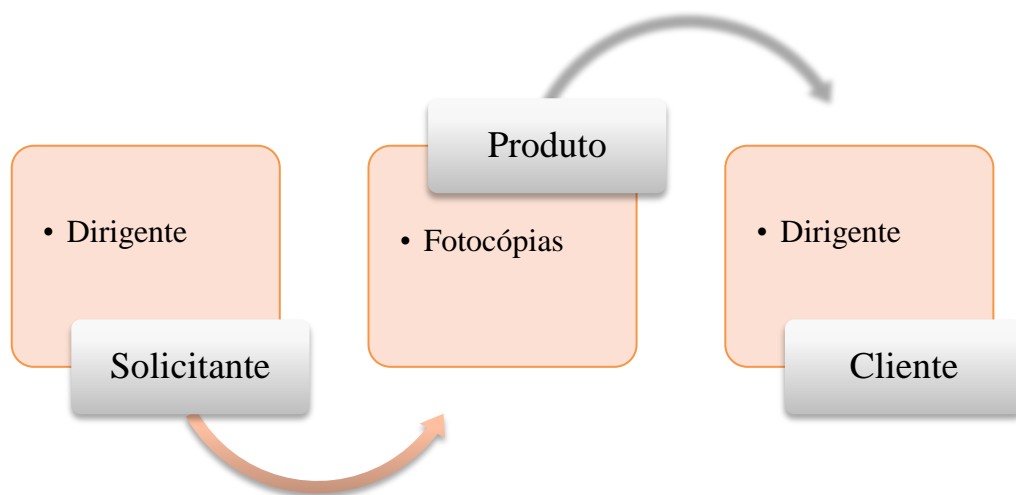 • Dirigente
Solicitante
Produto
• Fotocópias
• Dirigente
Cliente